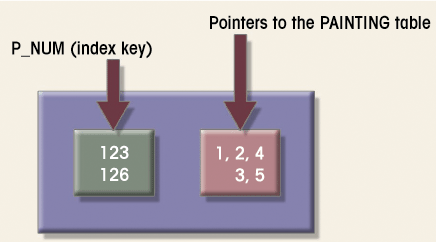 Pointers to the PAINTING table
P_NUM (index key)
123 1, 2, 4
126 3, 5